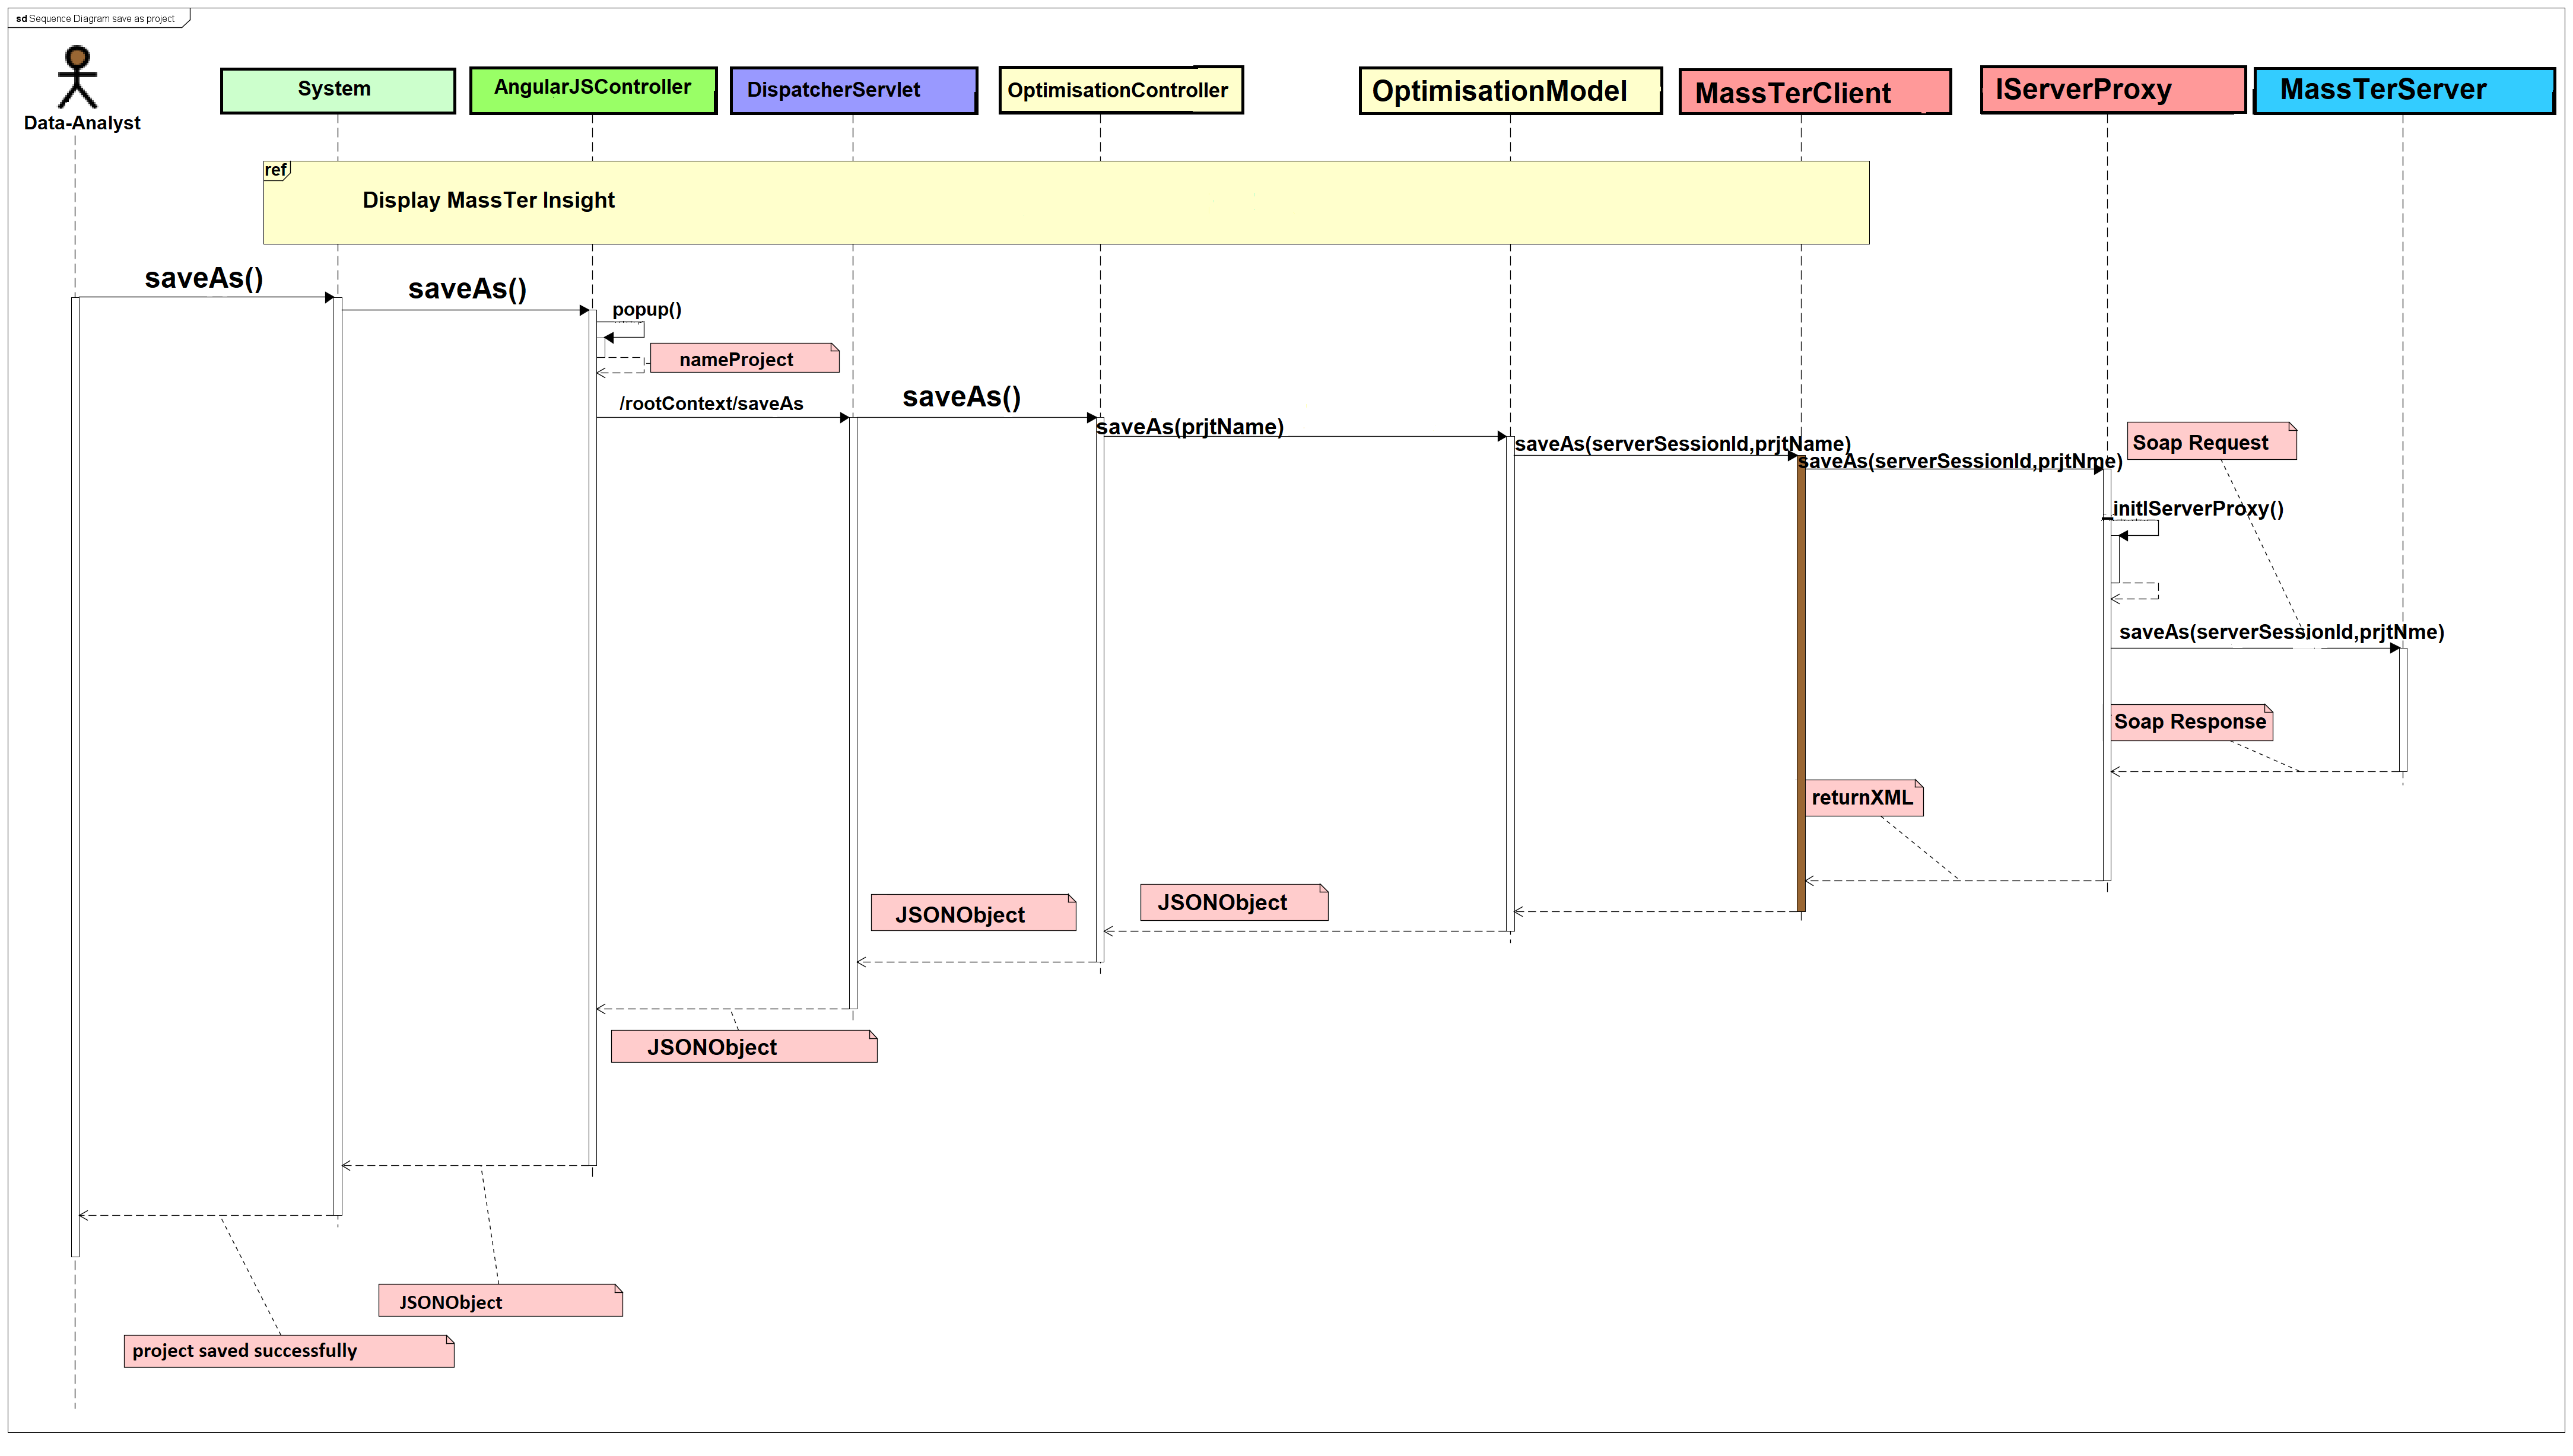 sd Sequence Diagram save as project
Data-Analyst
System
AngularJSController
DispatcherServlet
OptimisationController
OptimisationModel
MassTerClient
IServerProxy
MassTerServer
ref
Display MassTer Insight
saveAs()
saveAs()
popup()
nameProject
/rootContext/saveAs
saveAs()
saveAs(prjtName)
saveAs(serverSessionId,prjtName)
saveAs(serverSessionId,prjtNme)
Soap Request
initIServerProxy()
saveAs(serverSessionId,prjtNme)
Soap Response
returnXML
JSONObject
JSONObject
JSONObject
JSONObject
project saved successfully